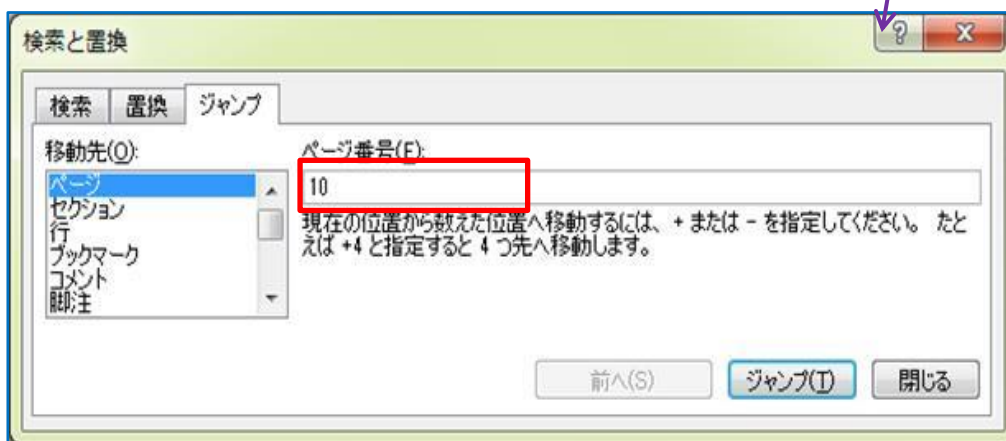 検索と置換
検索 置換 ジャンプ
移動先(O):
ページ
セクション
行
ブックマーク
コメント
脚注
ページ番号(E):
10
現在の位置から数えた位置へ移動するには、+ または - を指定してください。 たと
えば +4 と指定すると 4 つ先へ移動します。
前へ(S) ジャンプ(T) 閉じる